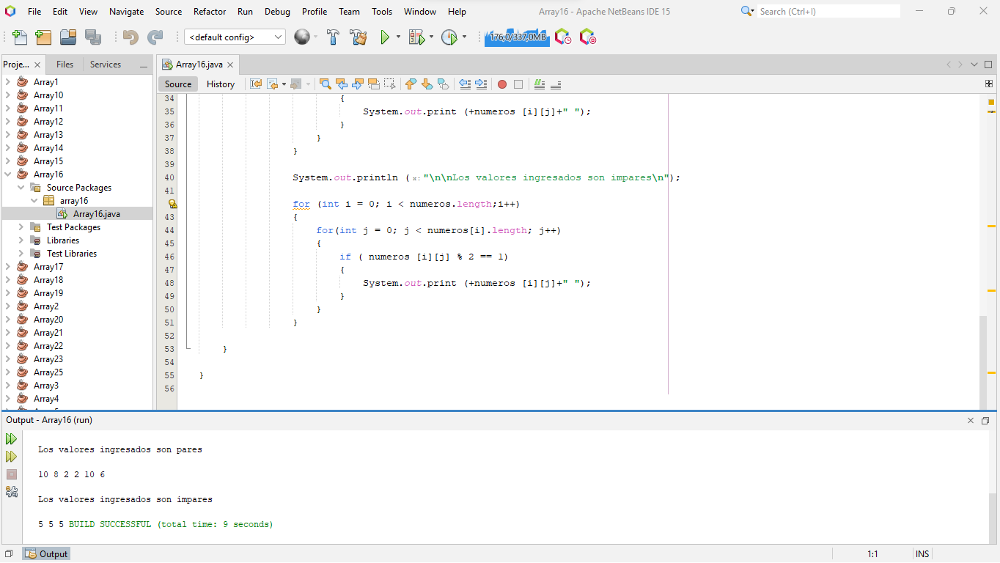 File Edit View Navigate Source Refactor Run Debug Profile Team Tools Window Help Array16 - Apache NetBeans IDE 15 Search (Ctrl+I)
<default config> 176,0/337,0MB
Proje... Files Services Array16.java
Source History
Array1
Array10
Array11
Array12
Array13
Array14
Array15
Array16
Source Packages
array16
Array16.java
Test Packages
Libraries
Test Libraries
Array17
Array18
Array19
Array2
Array20
Array21
Array22
Array23
Array25
Array3
Array4
34 {
35 System.out.print (+numeros [i][j]+" ");
36 }
37 }
38 }
39
40 System.out.println ( x: "\n\nLos valores ingresados son impares\n");
41
for (int i = 0; i < numeros.length;i++)
43 {
44 for(int j = 0; j < numeros[i].length; j++)
45 {
46 if ( numeros [i][j] % 2 == 1)
47 {
48 System.out.print (+numeros [i][j]+" ");
49 }
50 }
51 }
52
53 }
54
55 }
56
Output - Array16 (run)
Los valores ingresados son pares
10 8 2 2 10 6
Los valores ingresados son impares
5 5 5 BUILD SUCCESSFUL (total time: 9 seconds)
Output 1:1 INS